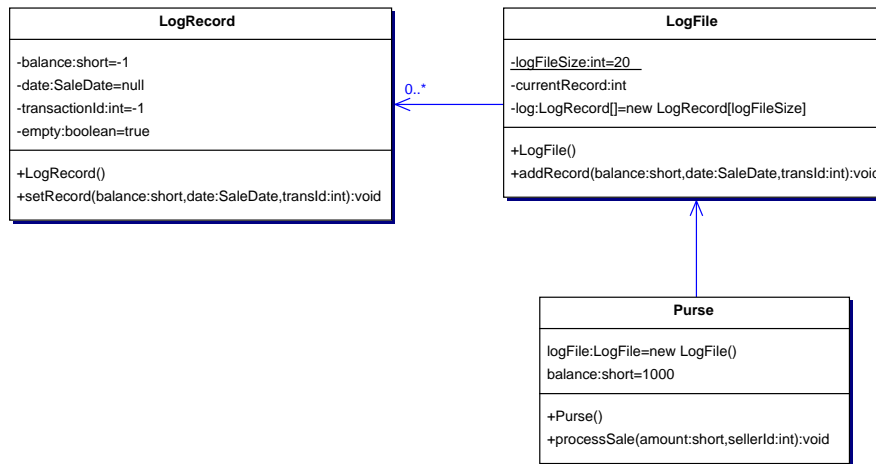 LogRecord
-balance:short=-1
-date:SaleDate=null
-transactionId:int=-1
-empty:boolean=true
+LogRecord()
+setRecord(balance:short,date:SaleDate,transId:int):void
0..*
LogFile
-logFileSize:int=20
-currentRecord:int
-log:LogRecord[]=new LogRecord[logFileSize]
+LogFile()
+addRecord(balance:short,date:SaleDate,transId:int):void
Purse
logFile:LogFile=new LogFile()
balance:short=1000
+Purse()
+processSale(amount:short,sellerId:int):void